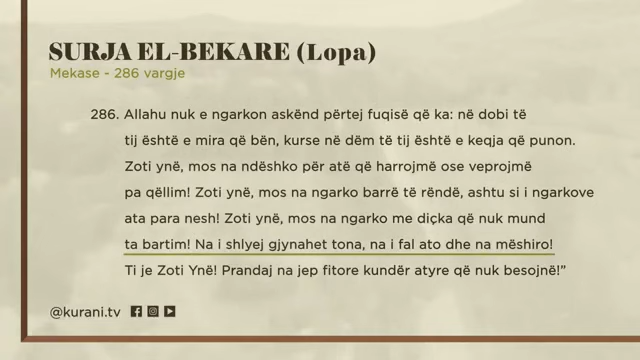 SURJA EL-BEKARE (Lopa)
Mekase - 286 vargje
286. Allahu nuk e ngarkon askënd përtej fuqisë që ka: në dobi të
tij është e mira që bën, kurse në dëm të tij është e keqja që punon.
Zoti ynë, mos na ndëshko për atë që harrojmë ose veprojmë
pa qëllim! Zoti ynë, mos na ngarko barrë të rëndë, ashtu si i ngarkove
ata para nesh! Zoti ynë, mos na ngarko me diçka që nuk mund
ta bartim! Na i shlyej gjynahet tona, na i fal ato dhe na mëshiro!
Ti je Zoti Ynë! Prandaj na jep fitore kundër atyre që nuk besojnë!”
@kurani.tv